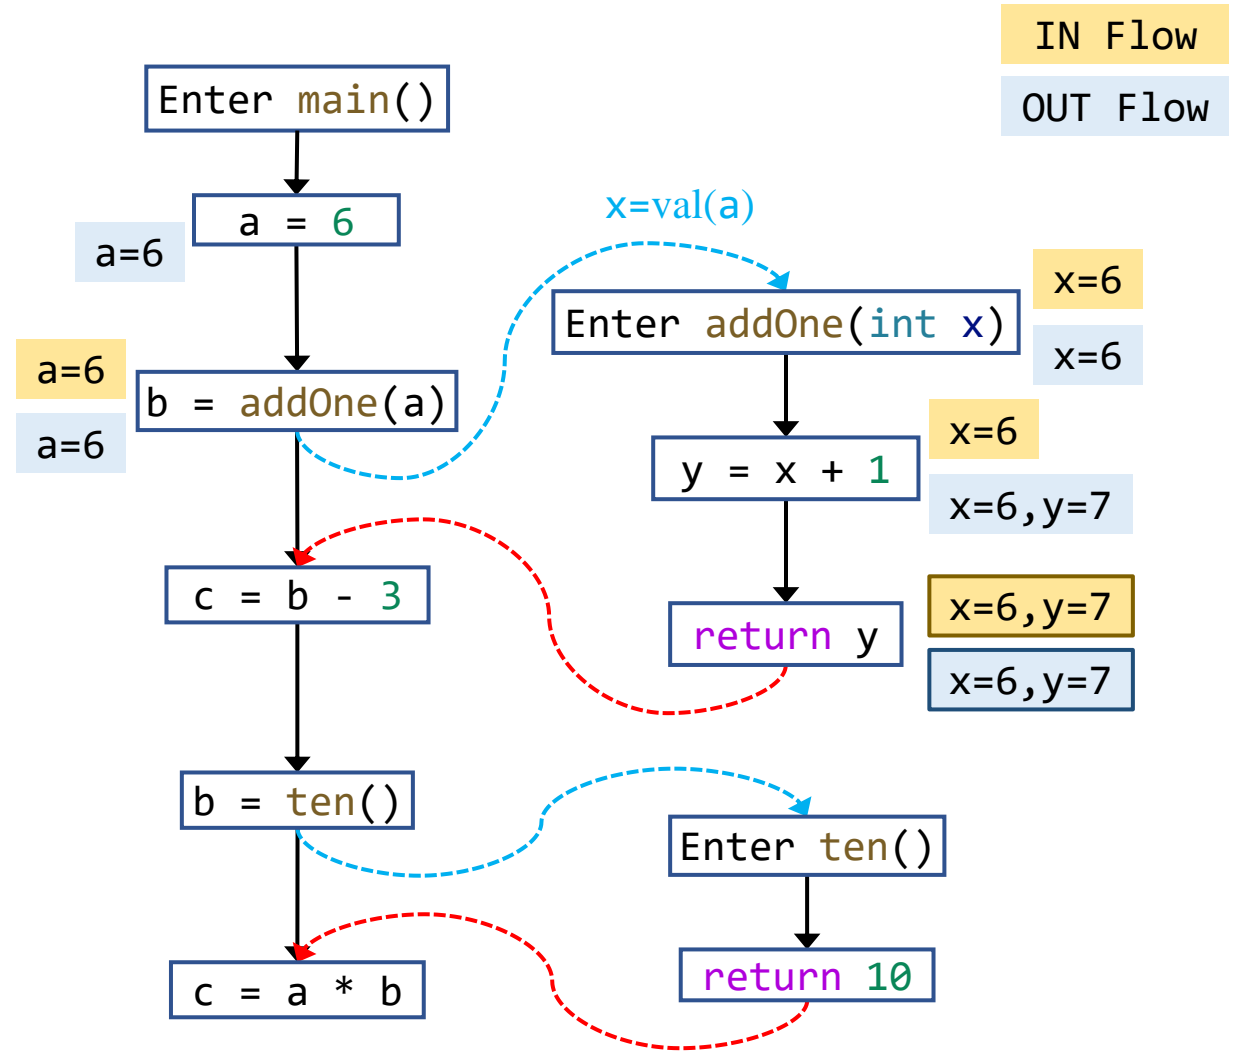 IN Flow
OUT Flow
Enter main()
a = 6
a=6
x=val(a)
Enter addOne(int x)
x=6
x=6
a=6
b = addOne(a)
a=6
x=6
y = x + 1
x=6,y=7
c = b - 3
x=6,y=7
return y
x=6,y=7
b = ten()
Enter ten()
return 10
c = a * b